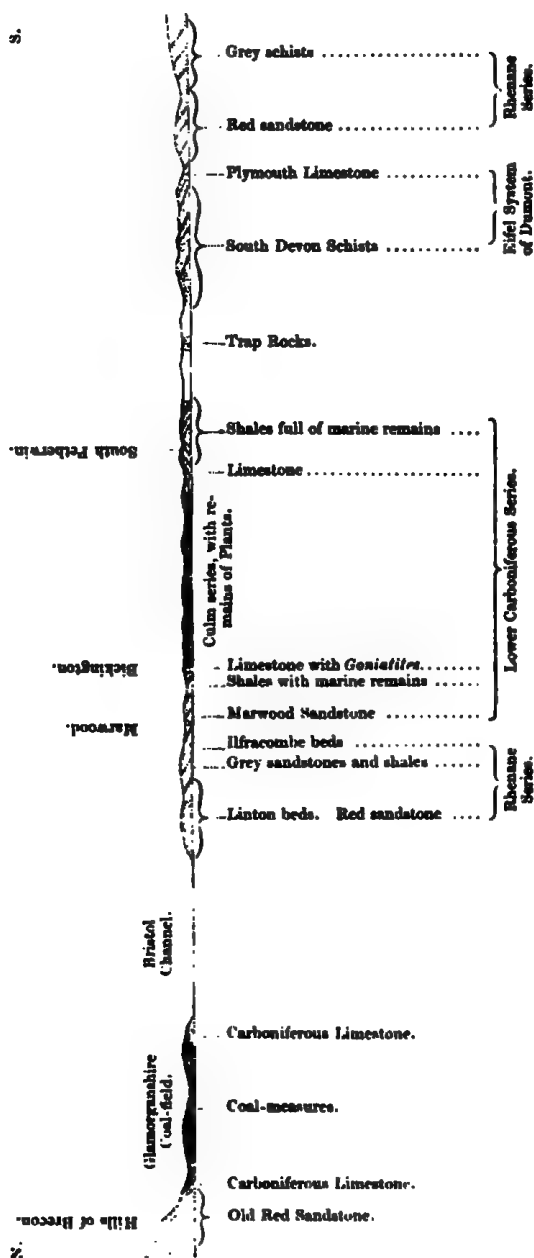 S.
Grey schists
Red sandstone
Rhenane
Series.
Plymouth Limestone
South Devon Schists
Eifel System
of Dumont.
Trap Rocks.
South Petherwin.
Shales full of marine remains
Limestone
Culm series, with re-
mains of Plants.
Lower Carboniferous Series.
Bickington.
Limestone with Goniatites.
Shales with marine remains
Marwood.
Marwood Sandstone
Ilfracombe beds
Grey sandstones and shales
Linton beds. Red sandstone
Rhenane
Series.
Bristol
Channel.
Carboniferous Limestone.
Glamorganshire
Coal-field.
Coal-measures.
Carboniferous Limestone.
Hills of Brecon.
Old Red Sandstone.
N.